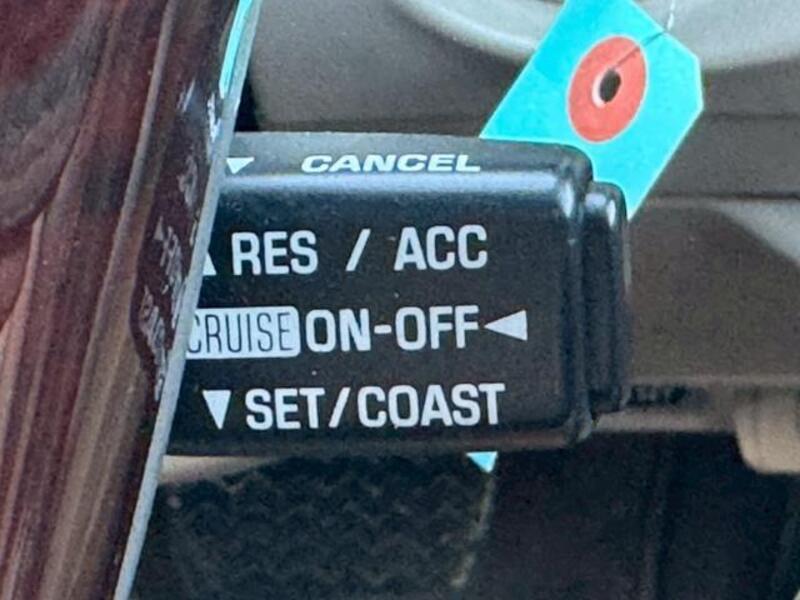 ▼ CANCEL
▲ RES / ACC
CRUISE ON-OFF ◀
▼ SET/COAST